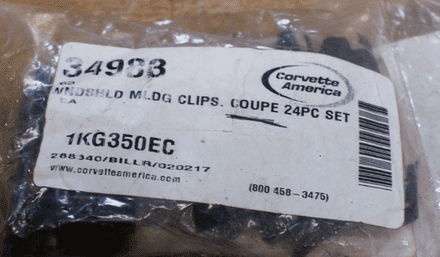 34988
Corvette
America
WNDSHLD MLDG CLIPS. COUPE 24PC SET
EA
1KG350EC
288340/BILLR/020217
www.corvetteamerica.com
(800 458-3475)